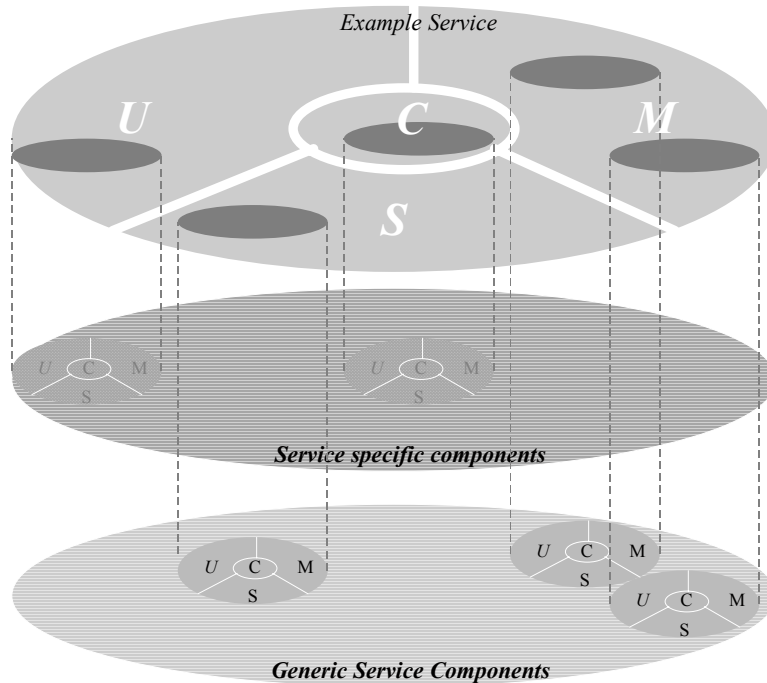 Example Service
U C M
S
U C M
S
U C M
S
Service specific components
U C M
S
U C M
S
U C M
S
Generic Service Components